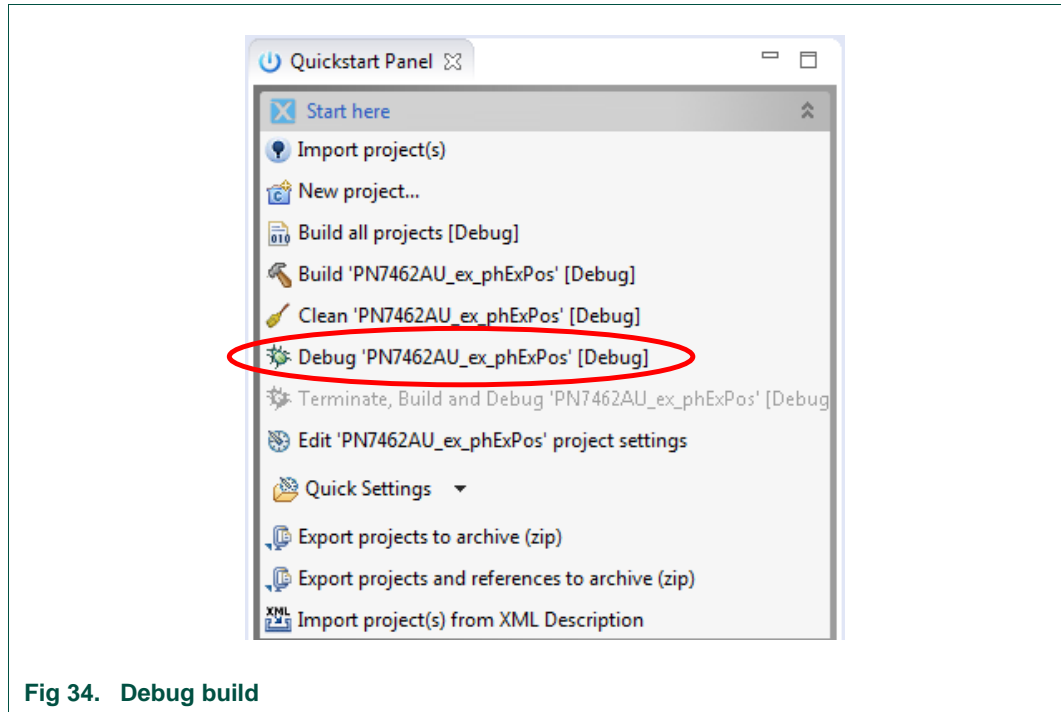 Quickstart Panel
Start here
Import project(s)
New project...
Build all projects [Debug]
Build 'PN7462AU_ex_phExPos' [Debug]
Clean 'PN7462AU_ex_phExPos' [Debug]
Debug 'PN7462AU_ex_phExPos' [Debug]
Terminate, Build and Debug 'PN7462AU_ex_phExPos' [Debug
Edit 'PN7462AU_ex_phExPos' project settings
Quick Settings
Export projects to archive (zip)
Export projects and references to archive (zip)
XML Import project(s) from XML Description
Fig 34. Debug build